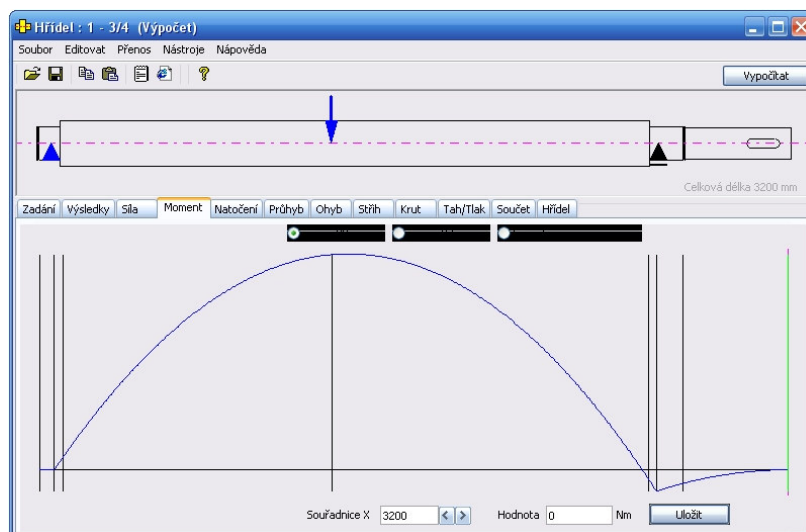 Hřídel : 1 - 3/4 (Výpočet)
Soubor Editovat Přenos Nástroje Nápověda
Vypočítat
Celková délka 3200 mm
Zadání Výsledky Síla Moment Natočení Průhyb Ohyb Střih Krut Tah/Tlak Součet Hřídel
Souřadnice X 3200 Hodnota 0 Nm Uložit